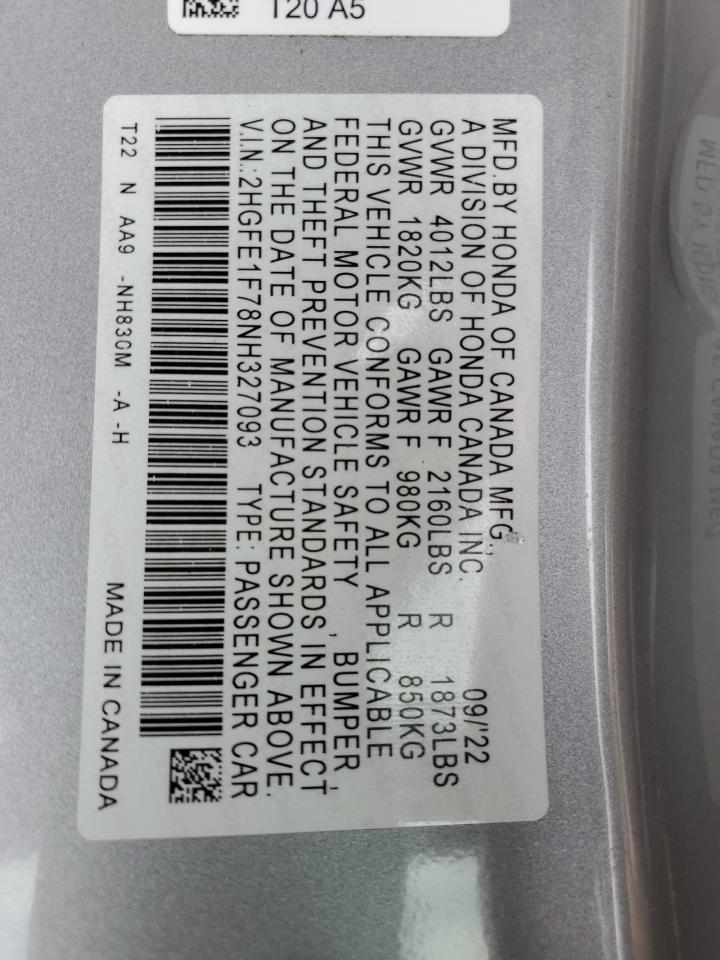 T20 A5
MFD.BY HONDA OF CANADA MFG.,
A DIVISION OF HONDA CANADA INC. 09/'22
GVWR 4012LBS GAWR F 2160LBS R 1873LBS
GVWR 1820KG GAWR F 980KG R 850KG
THIS VEHICLE CONFORMS TO ALL APPLICABLE
FEDERAL MOTOR VEHICLE SAFETY , BUMPER,
AND THEFT PREVENTION STANDARDS IN EFFECT
ON THE DATE OF MANUFACTURE SHOWN ABOVE.
V.I.N.:2HGFE1F78NH327093 TYPE: PASSENGER CAR
T22 N AA9 -NH830M -A -H MADE IN CANADA